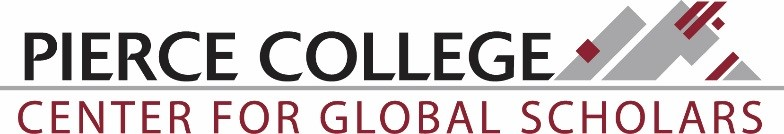 PIERCE COLLEGE
CENTER FOR GLOBAL SCHOLARS